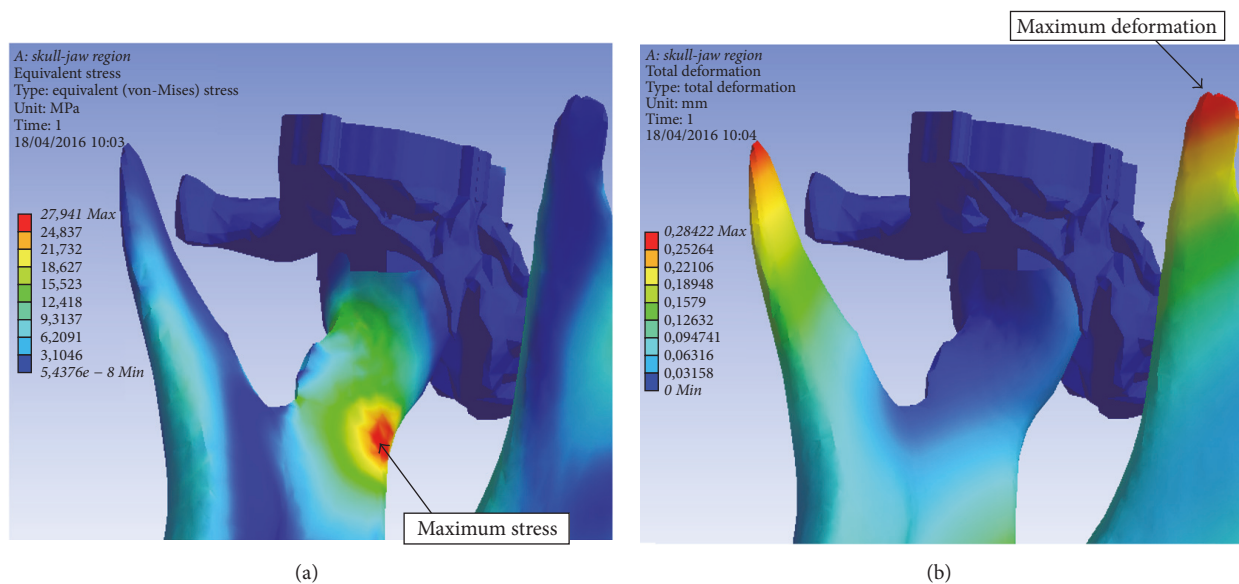 A: skull-jaw region
Equivalent stress
Type: equivalent (von-Mises) stress
Unit: MPa
Time: 1
18/04/2016 10:03
27,941 Max
24,837
21,732
18,627
15,523
12,418
9,3137
6,2091
3,1046
5,4376e − 8 Min
Maximum stress
(a)
Maximum deformation
A: skull-jaw region
Total deformation
Type: total deformation
Unit: mm
Time: 1
18/04/2016 10:04
0,28422 Max
0,25264
0,22106
0,18948
0,1579
0,12632
0,094741
0,06316
0,03158
0 Min
(b)